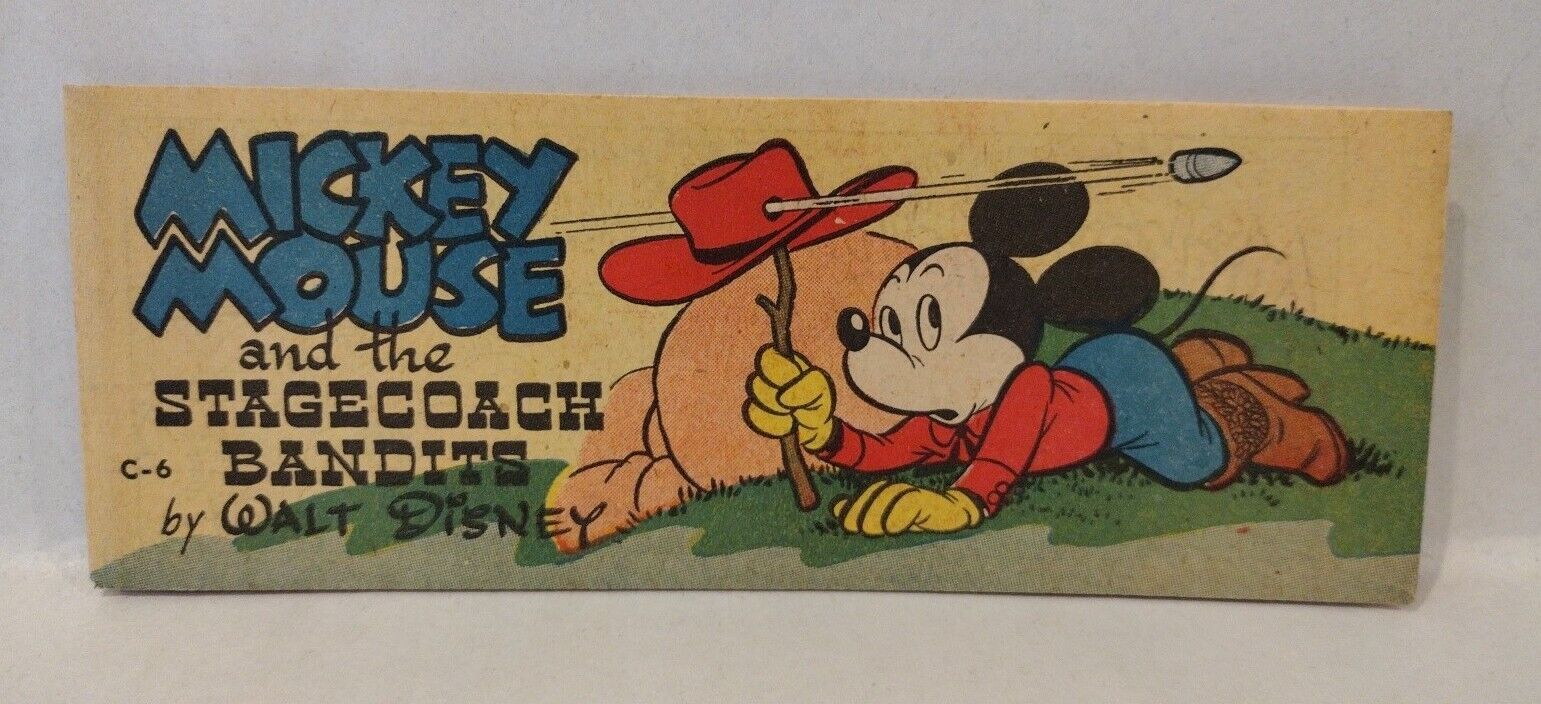 MICKEY
MOUSE
and the
STAGECOACH
BANDITS
C-6
by WALT DISNEY